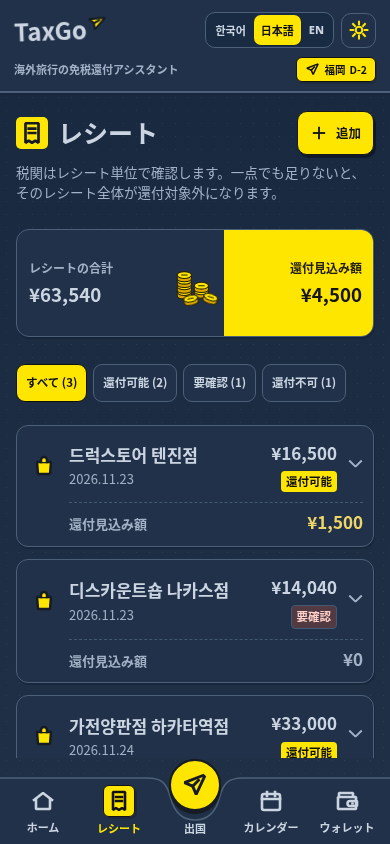 TaxGo
한국어
日本語
EN
海外旅行の免税還付アシスタント
福岡 D-2
レシート
追加
税関はレシート単位で確認します。一点でも足りないと、
そのレシート全体が還付対象外になります。
レシートの合計
¥63,540
還付見込み額
¥4,500
すべて (3)
還付可能 (2)
要確認 (1)
還付不可 (1)
드럭스토어 텐진점
¥16,500
2026.11.23
還付可能
還付見込み額
¥1,500
디스카운트숍 나카스점
¥14,040
2026.11.23
要確認
還付見込み額
¥0
가전양판점 하카타역점
¥33,000
2026.11.24
還付可能
ホーム
レシート
出国
カレンダー
ウォレット